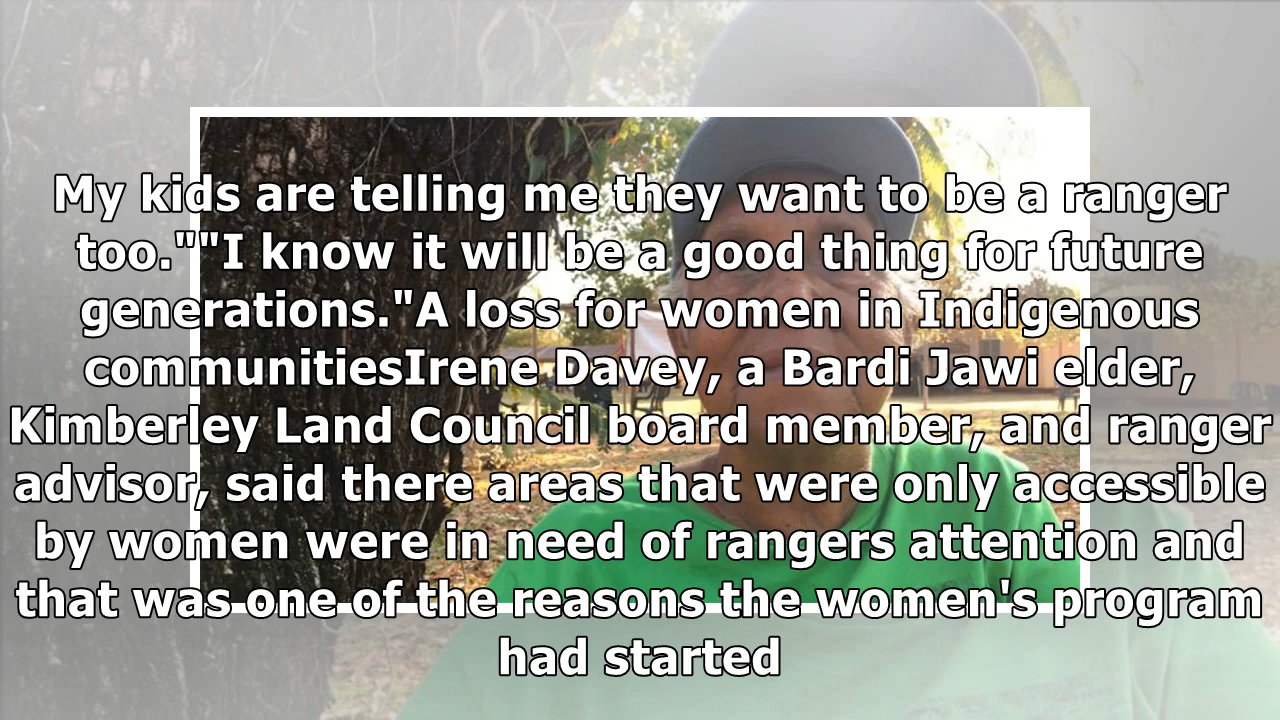 My kids are telling me they want to be a ranger
too.""I know it will be a good thing for future
generations."A loss for women in Indigenous
communitiesIrene Davey, a Bardi Jawi elder,
Kimberley Land Council board member, and ranger
advisor, said there areas that were only accessible
by women were in need of rangers attention and
that was one of the reasons the women's program
had started